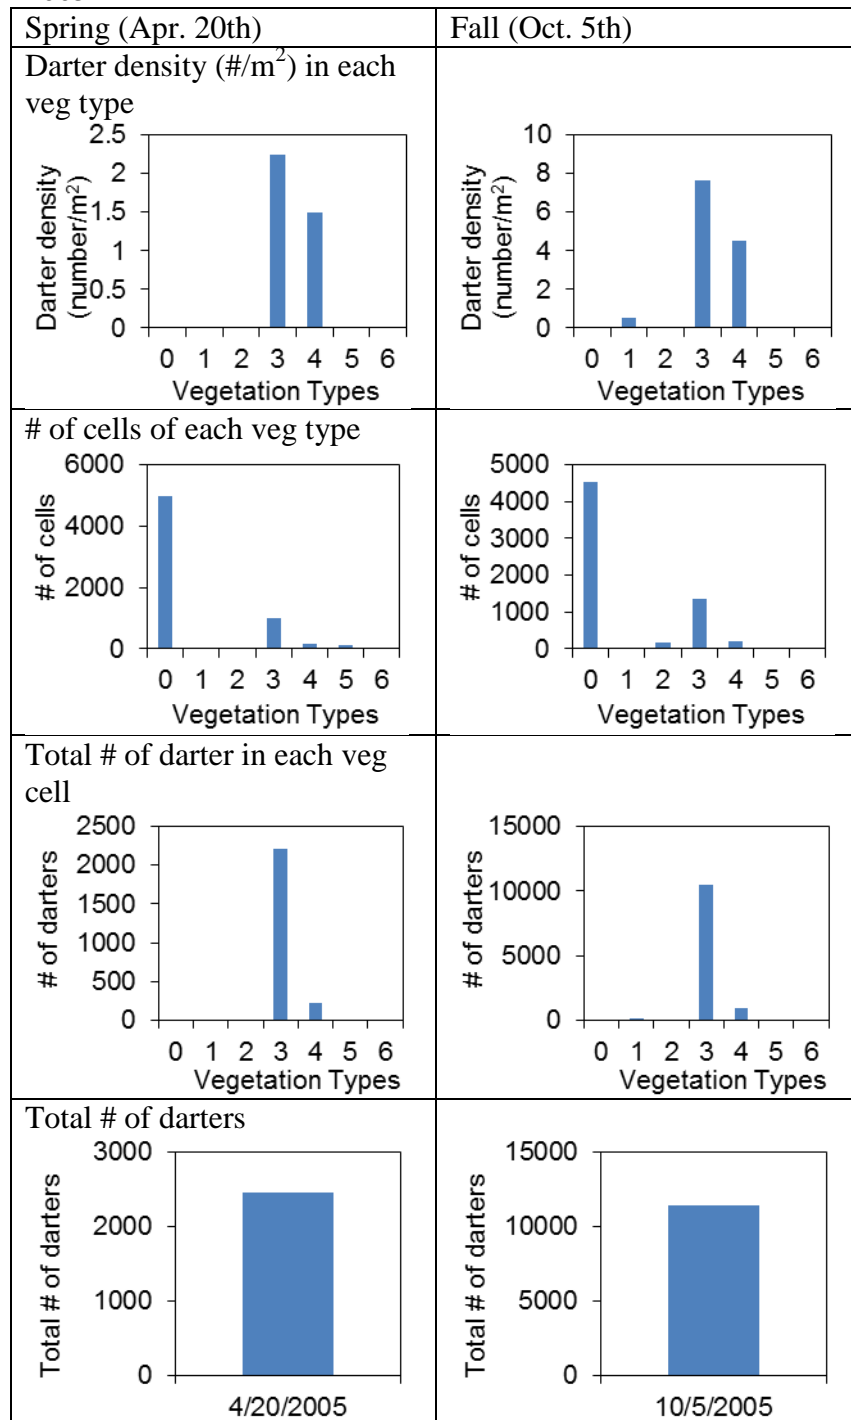 Spring (Apr. 20th)
Fall (Oct. 5th)
Darter density (#/m²) in each
veg type
2.5
2
1.5
1
0.5
0
Darter density
(number/m²)
0 1 2 3 4 5 6
Vegetation Types
10
8
6
4
2
0
Darter density
(number/m²)
0 1 2 3 4 5 6
Vegetation Types
# of cells of each veg type
6000
4000
2000
0
# of cells
0 1 2 3 4 5 6
Vegetation Types
5000
4000
3000
2000
1000
0
# of cells
0 1 2 3 4 5 6
Vegetation Types
Total # of darter in each veg
cell
2500
2000
1500
1000
500
0
# of darters
0 1 2 3 4 5 6
Vegetation Types
15000
10000
5000
0
# of darters
0 1 2 3 4 5 6
Vegetation Types
Total # of darters
3000
2000
1000
0
Total # of darters
4/20/2005
15000
10000
5000
0
Total # of darters
10/5/2005